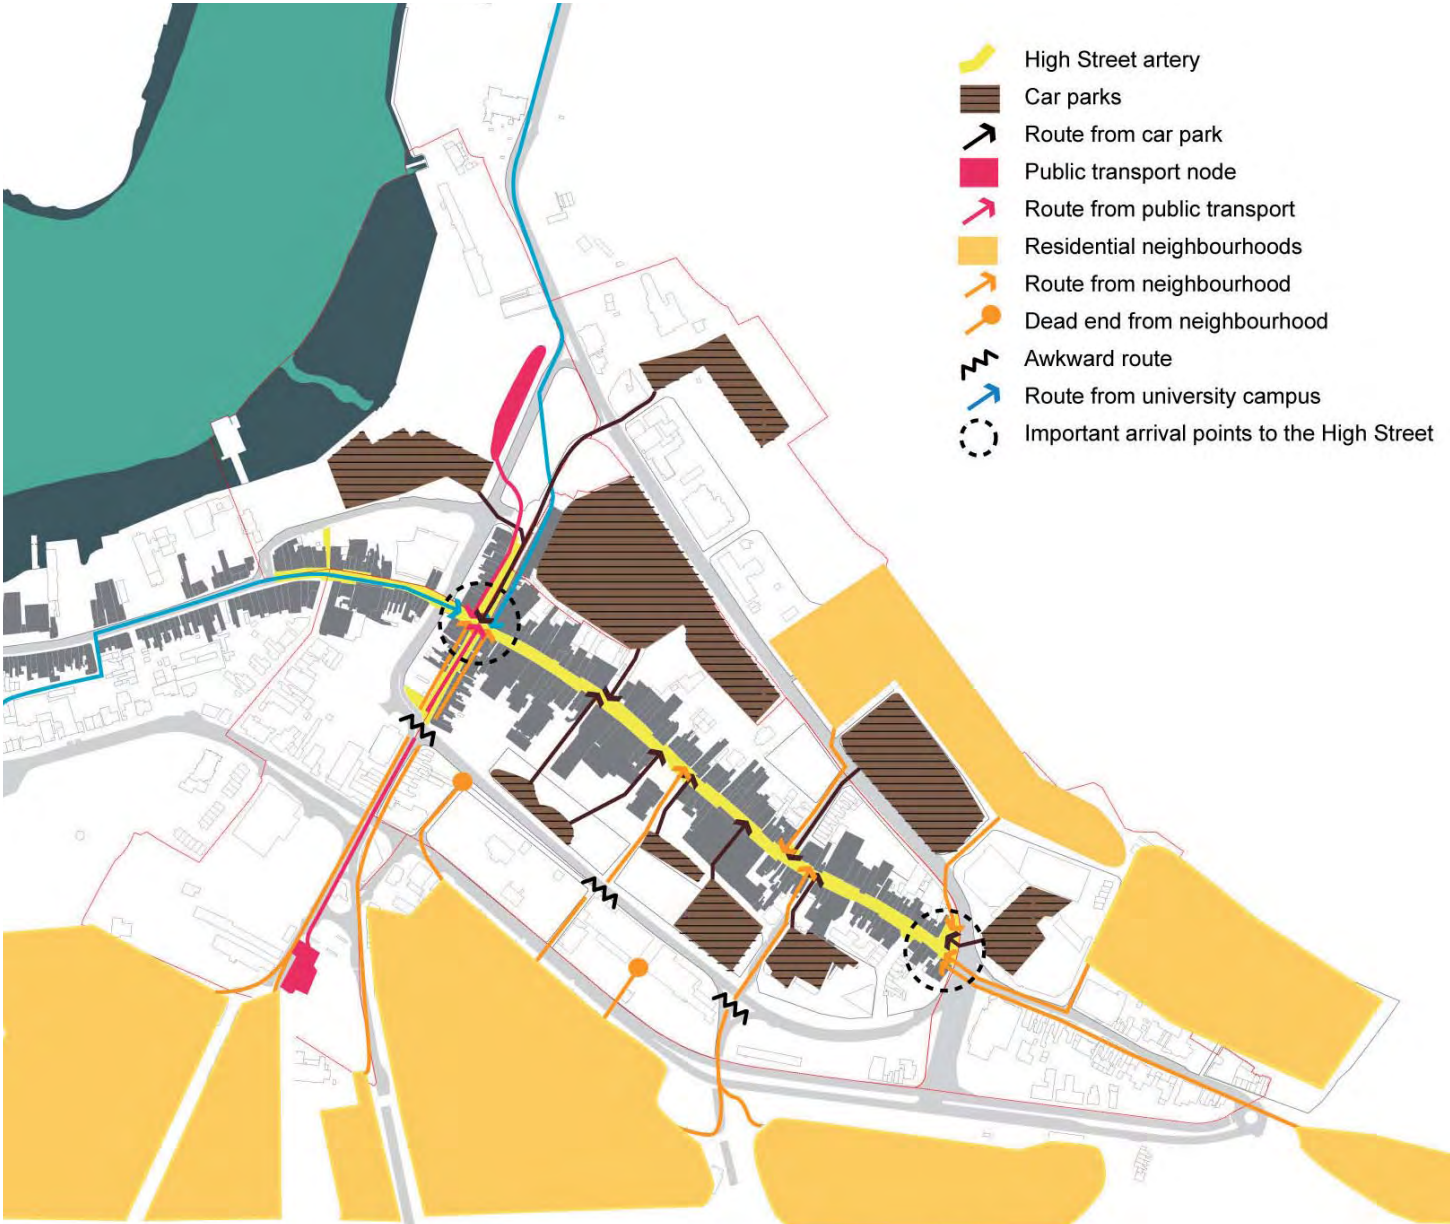 High Street artery
Car parks
Route from car park
Public transport node
Route from public transport
Residential neighbourhoods
Route from neighbourhood
Dead end from neighbourhood
Awkward route
Route from university campus
Important arrival points to the High Street